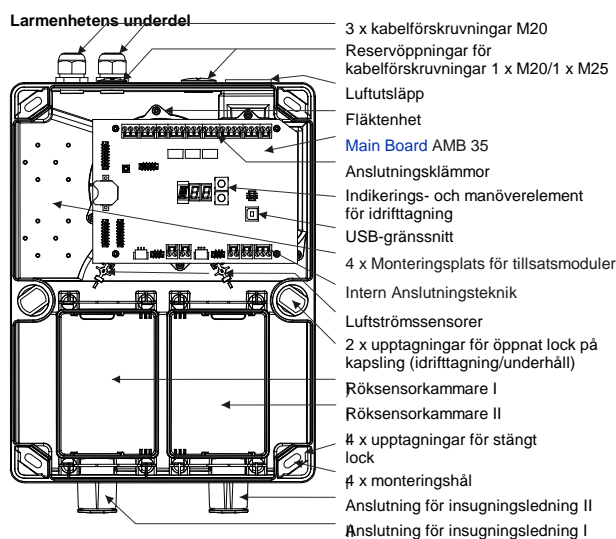 Larmenhetens underdel
3 x kabelförskruvningar M20
Reservöppningar för
kabelförskruvningar 1 x M20/1 x M25
Luftutsläpp
Fläktenhet
Main Board AMB 35
Anslutningsklämmor
Indikerings- och manöverelement
för idrifttagning
USB-gränssnitt
4 x Monteringsplats för tillsatsmoduler
Intern Anslutningsteknik
Luftströmssensorer
2 x upptagningar för öppnat lock på
kapsling (idrifttagning/underhåll)
Röksensorkammare I
Röksensorkammare II
4 x upptagningar för stängt
lock
4 x monteringshål
Anslutning för insugningsledning II
Anslutning för insugningsledning I